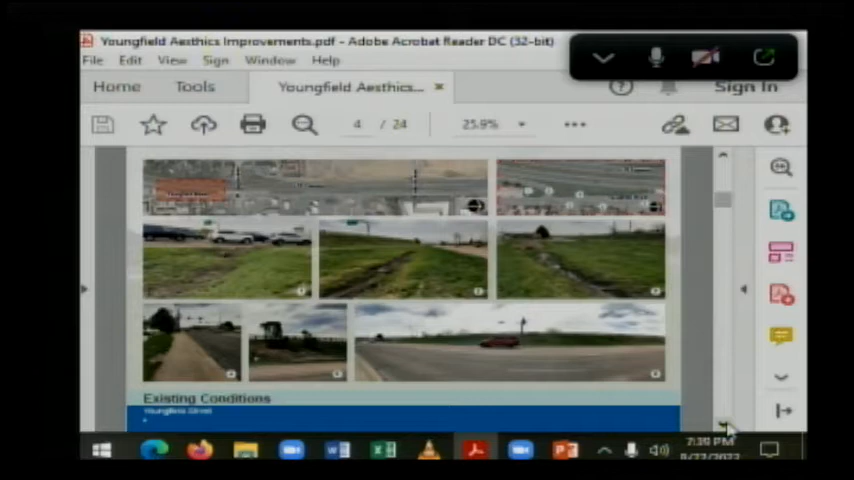 Youngfield Aesthics Improvements.pdf - Adobe Acrobat Reader DC (32-bit)
File Edit View Sign Window Help
Home Tools Youngfield Aesthics... × Sign In
4 / 24 25.9%
Existing Conditions
Youngfield Street
7:39 PM